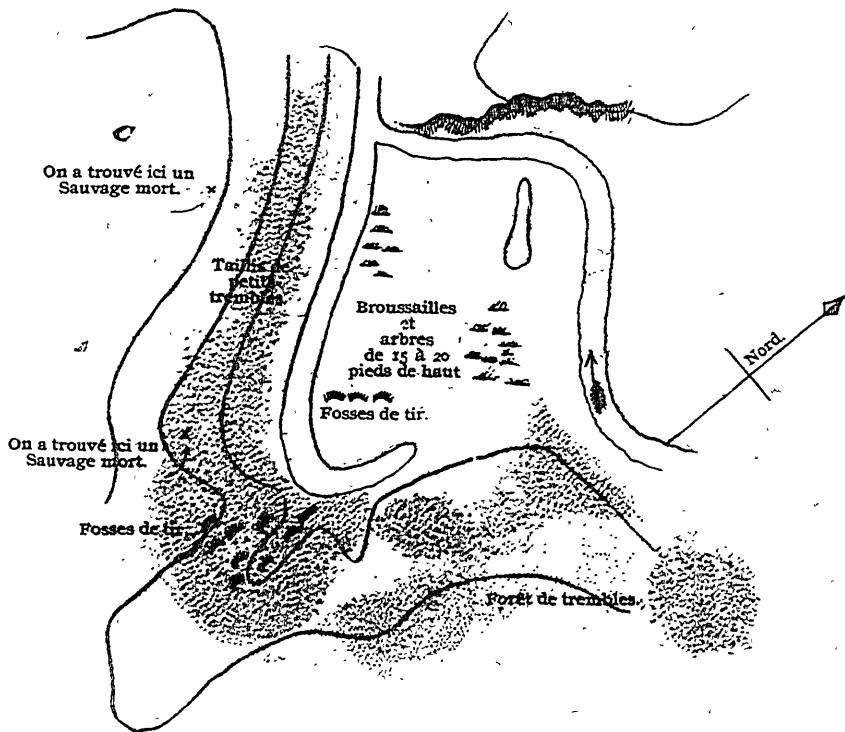 C
On a trouvé ici un
Sauvage mort.
Taillis de
petits
trembles.
Broussailles
et
arbres
de 15 à 20
pieds de haut
Nord.
Fosses de tir.
On a trouvé ici un
Sauvage mort.
Fosses de tir
Forêt de trembles.